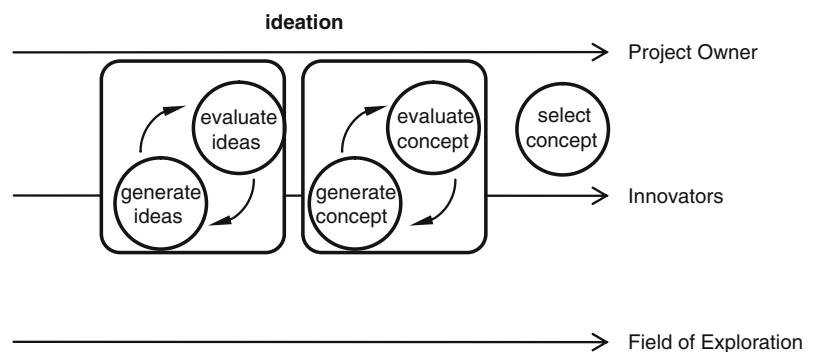 ideation
Project Owner
evaluate
ideas
evaluate
concept
select
concept
generate
ideas
generate
concept
Innovators
Field of Exploration